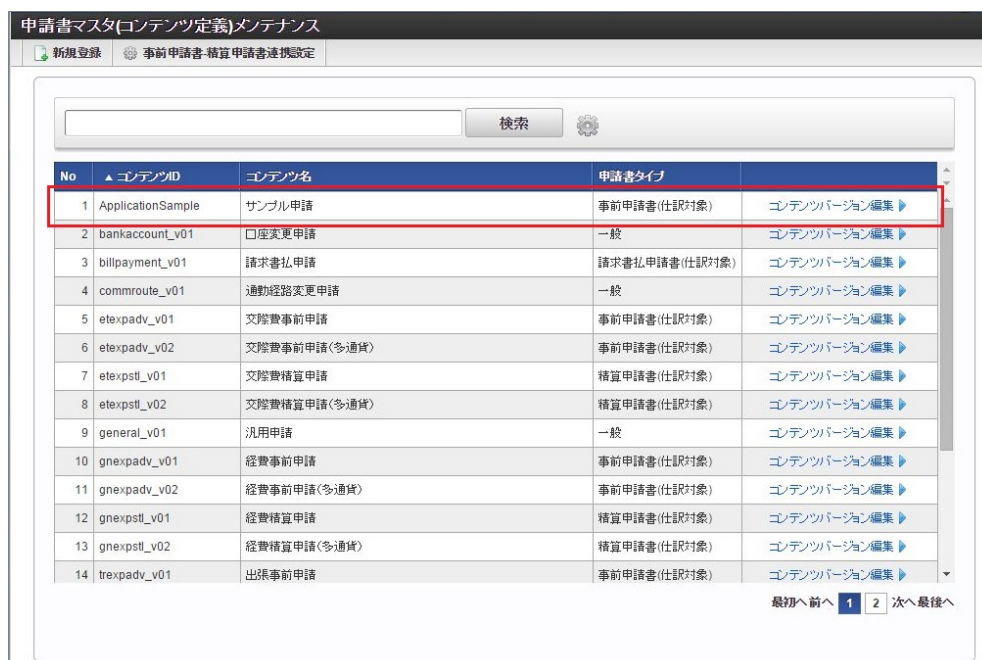 申請書マスタ(コンテンツ定義)メンテナンス
新規登録 事前申請書-精算申請書連携設定
検索
No ▲ コンテンツID コンテンツ名 申請書タイプ
1 ApplicationSample サンプル申請 事前申請書(仕訳対象) コンテンツバージョン編集
2 bankaccount_v01 口座変更申請 一般 コンテンツバージョン編集
3 billpayment_v01 請求書払申請 請求書払申請書(仕訳対象) コンテンツバージョン編集
4 commroute_v01 通勤経路変更申請 一般 コンテンツバージョン編集
5 etexpadv_v01 交際費事前申請 事前申請書(仕訳対象) コンテンツバージョン編集
6 etexpadv_v02 交際費事前申請(多通貨) 事前申請書(仕訳対象) コンテンツバージョン編集
7 etexpstl_v01 交際費精算申請 精算申請書(仕訳対象) コンテンツバージョン編集
8 etexpstl_v02 交際費精算申請(多通貨) 精算申請書(仕訳対象) コンテンツバージョン編集
9 general_v01 汎用申請 一般 コンテンツバージョン編集
10 gnexpadv_v01 経費事前申請 事前申請書(仕訳対象) コンテンツバージョン編集
11 gnexpadv_v02 経費事前申請(多通貨) 事前申請書(仕訳対象) コンテンツバージョン編集
12 gnexpstl_v01 経費精算申請 精算申請書(仕訳対象) コンテンツバージョン編集
13 gnexpstl_v02 経費精算申請(多通貨) 精算申請書(仕訳対象) コンテンツバージョン編集
14 trexpadv_v01 出張事前申請 事前申請書(仕訳対象) コンテンツバージョン編集
最初へ 前へ 1 2 次へ 最後へ